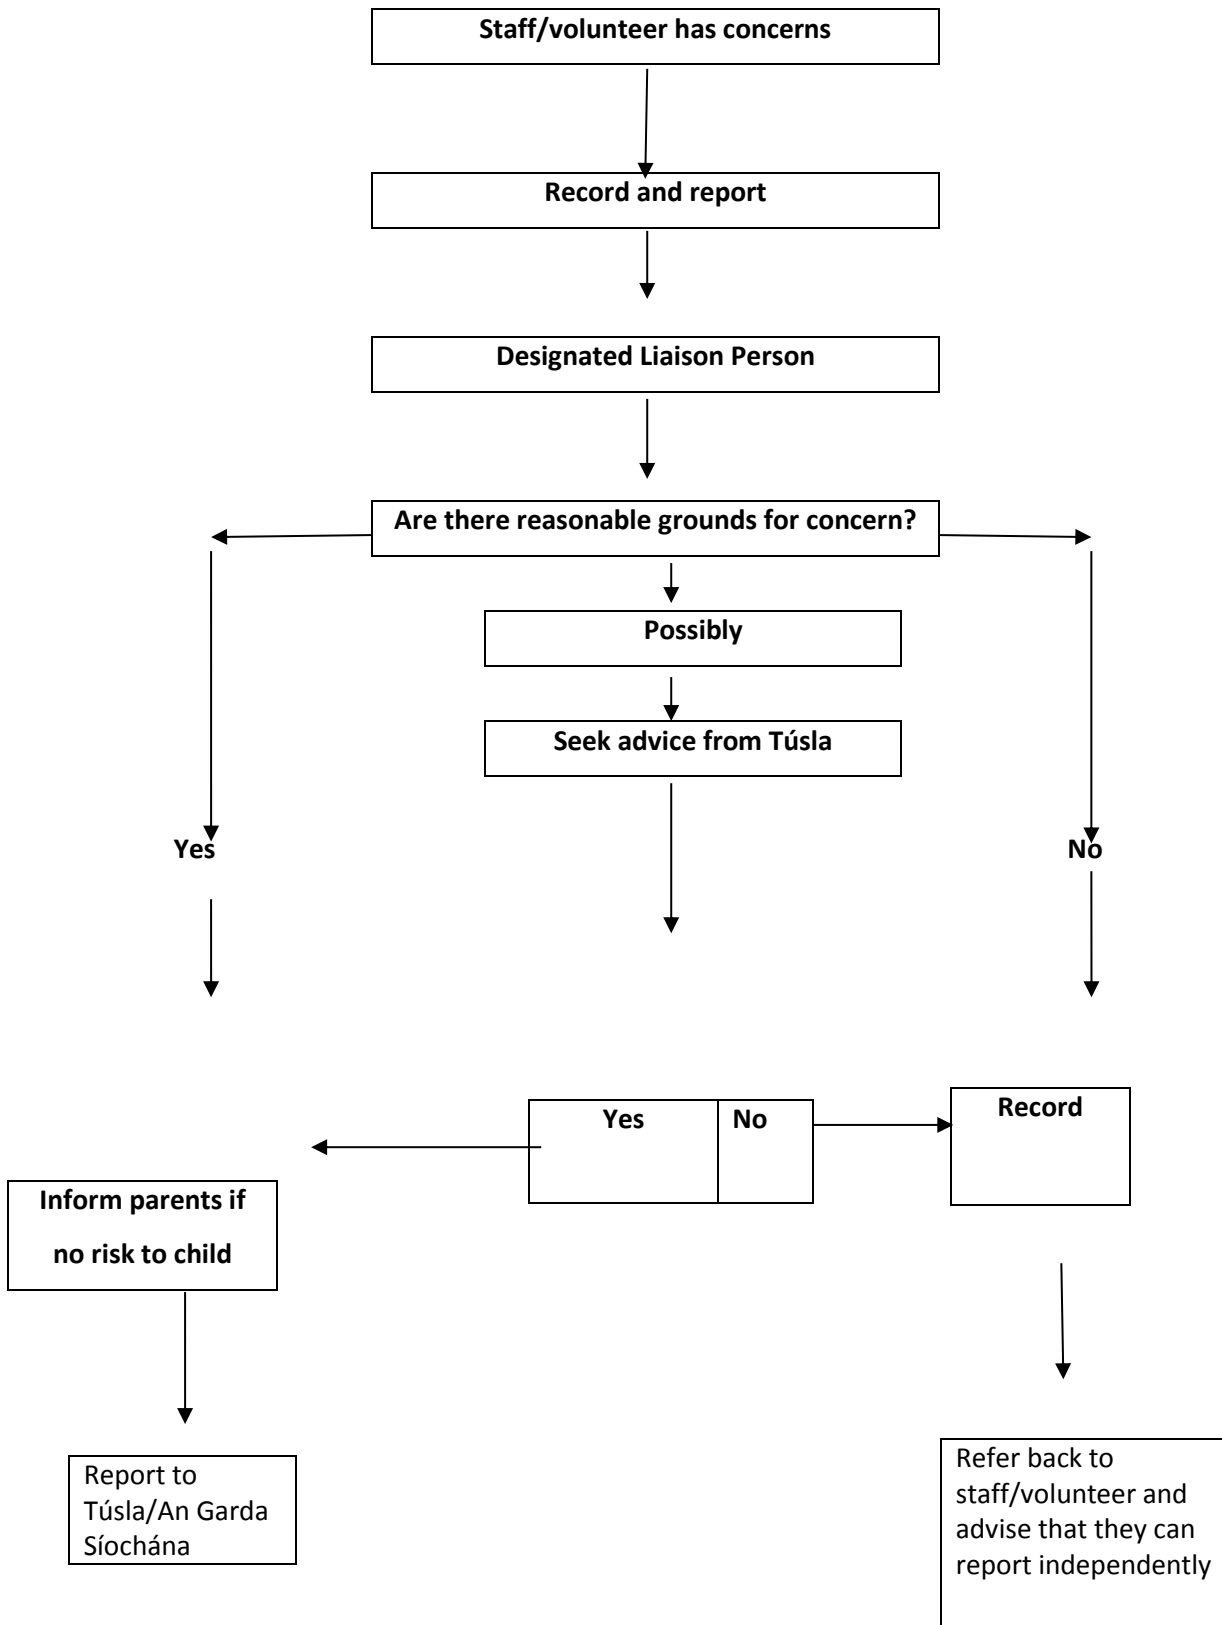 Staff/volunteer has concerns
Record and report
Designated Liaison Person
Are there reasonable grounds for concern?
Possibly
Seek advice from Túsla
Yes
No
Yes
No
Record
Inform parents if
no risk to child
Report to
Túsla/An Garda
Síochána
Refer back to
staff/volunteer and
advise that they can
report independently